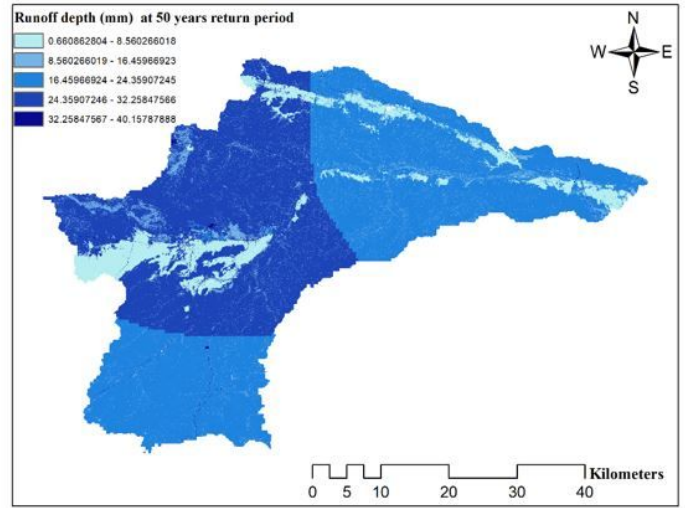 Runoff depth (mm) at 50 years return period
0.660862804 - 8.560266018
8.560266019 - 16.45966923
16.45966924 - 24.35907245
24.35907246 - 32.25847566
32.25847567 - 40.15787888
N
W E
S
Kilometers
0 5 10 20 30 40